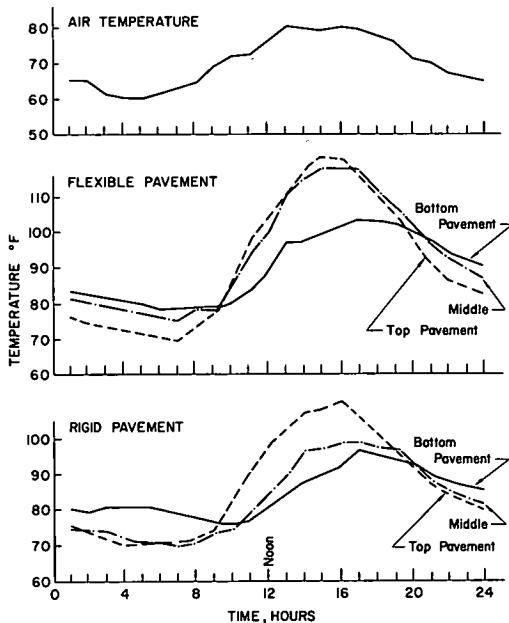 AIR TEMPERATURE
80
70
60
50
FLEXIBLE PAVEMENT
110
100
90
80
70
60
Bottom
Pavement
Middle
Top Pavement
TEMPERATURE °F
RIGID PAVEMENT
100
90
80
70
60
Bottom
Pavement
Middle
Top Pavement
Noon
0 4 8 12 16 20 24
TIME, HOURS